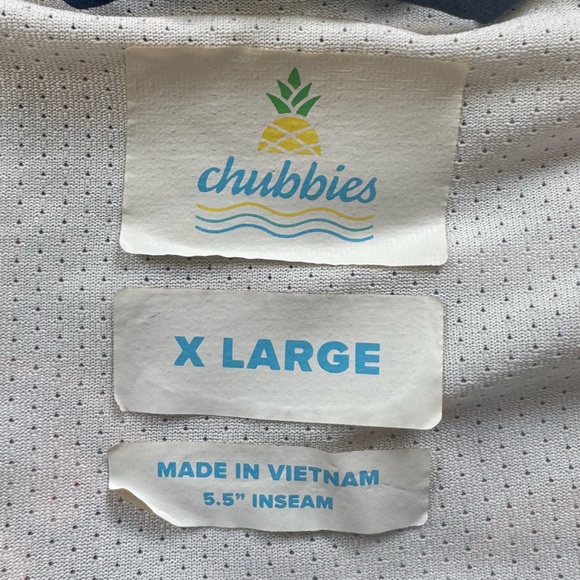 chubbies
X LARGE
MADE IN VIETNAM
5.5” INSEAM